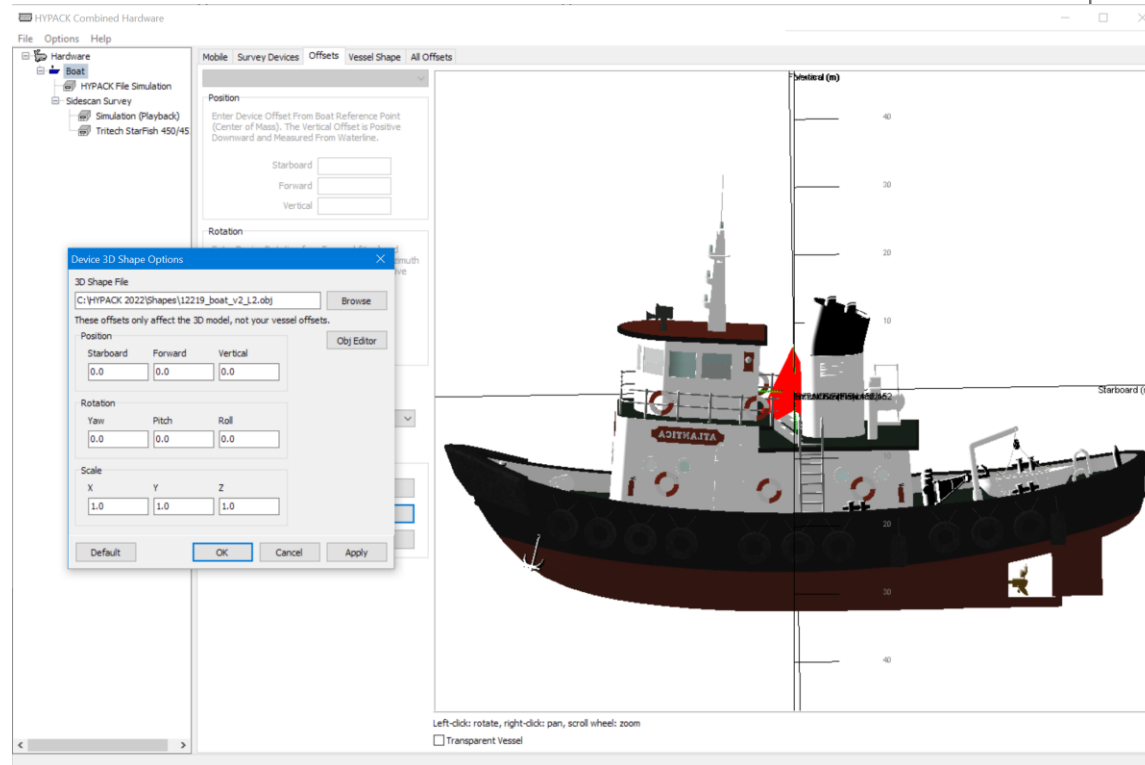 HYPACK Combined Hardware
File Options Help
Hardware
Boat
HYPACK File Simulation
Sidescan Survey
Simulation (Playback)
Tritech StarFish 450/45
Mobile Survey Devices Offsets Vessel Shape All Offsets
Position
Enter Device Offset From Boat Reference Point
(Center of Mass). The Vertical Offset is Positive
Downward and Measured From Waterline.
Starboard
Forward
Vertical
Rotation
Device 3D Shape Options
3D Shape File
C:\HYPACK 2022\Shapes\12219_boat_v2_L2.obj
Browse
These offsets only affect the 3D model, not your vessel offsets.
Obj Editor
Position
Starboard Forward Vertical
0.0 0.0 0.0
Rotation
Yaw Pitch Roll
0.0 0.0 0.0
Scale
X Y Z
1.0 1.0 1.0
Default OK Cancel Apply
(m)
40
30
20
10
Starboard (
10
20
30
40
Left-click: rotate, right-click: pan, scroll wheel: zoom
Transparent Vessel